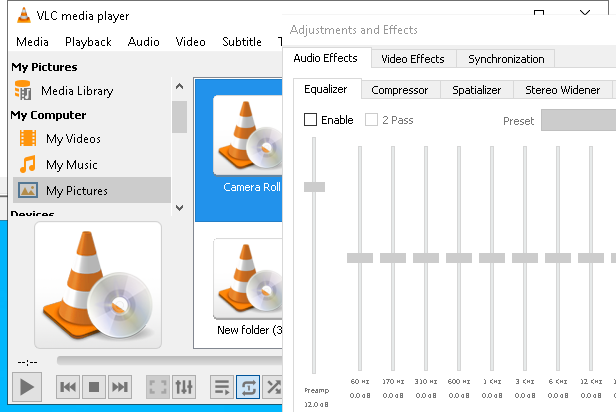 VLC media player
Media Playback Audio Video Subtitle
My Pictures
Media Library
My Computer
My Videos
My Music
My Pictures
Devices
Camera Roll
New folder (3
--:--
Adjustments and Effects
Audio Effects Video Effects Synchronization
Equalizer Compressor Spatializer Stereo Widener
Enable 2 Pass Preset
60 Hz 170 Hz 310 Hz 600 Hz 1 KHz 3 KHz 6 KHz 12 KHz
Preamp 0.0 dB 0.0 dB 0.0 dB 0.0 dB 0.0 dB 0.0 dB 0.0 dB 0.0 dB
12.0 dB